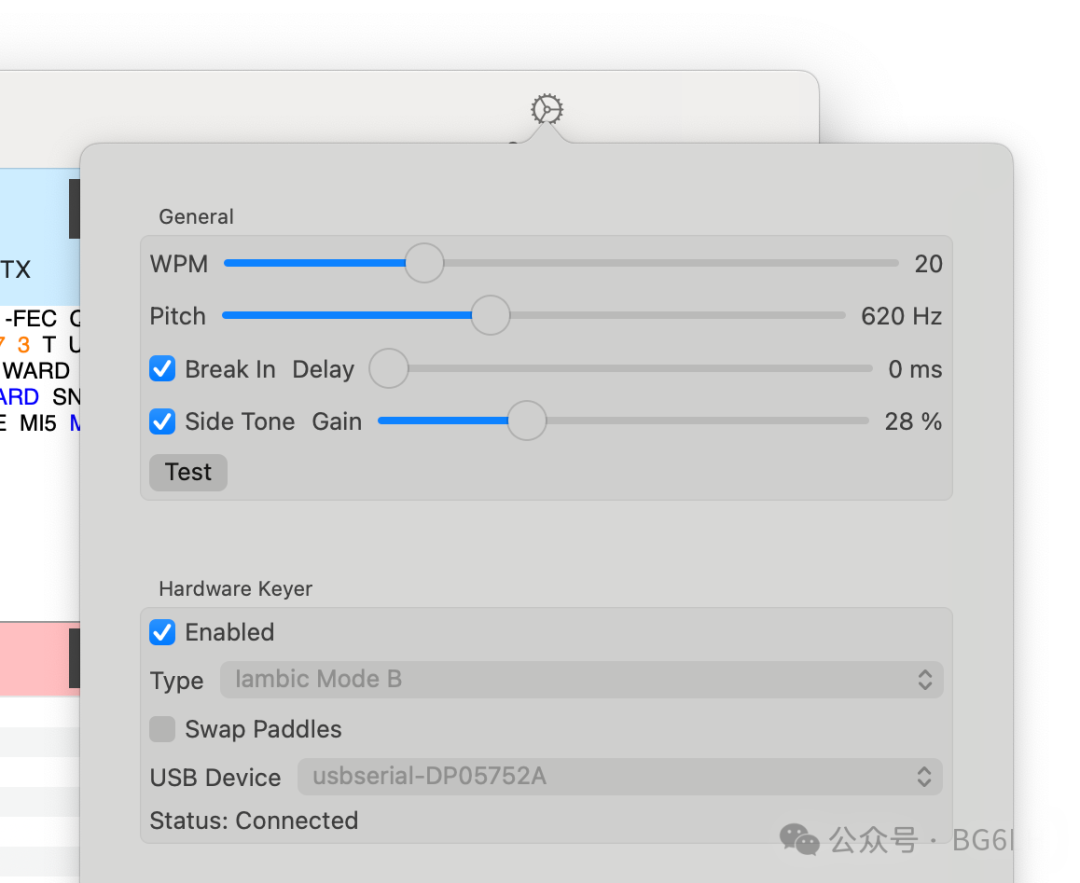 General
WPM 20
Pitch 620 Hz
Break In Delay 0 ms
Side Tone Gain 28 %
Test
Hardware Keyer
Enabled
Type Iambic Mode B
Swap Paddles
USB Device usbserial-DP05752A
Status: Connected
TX
-FEC
3 T U
WARD
ARD SN
E MI5
公众号 · BG6